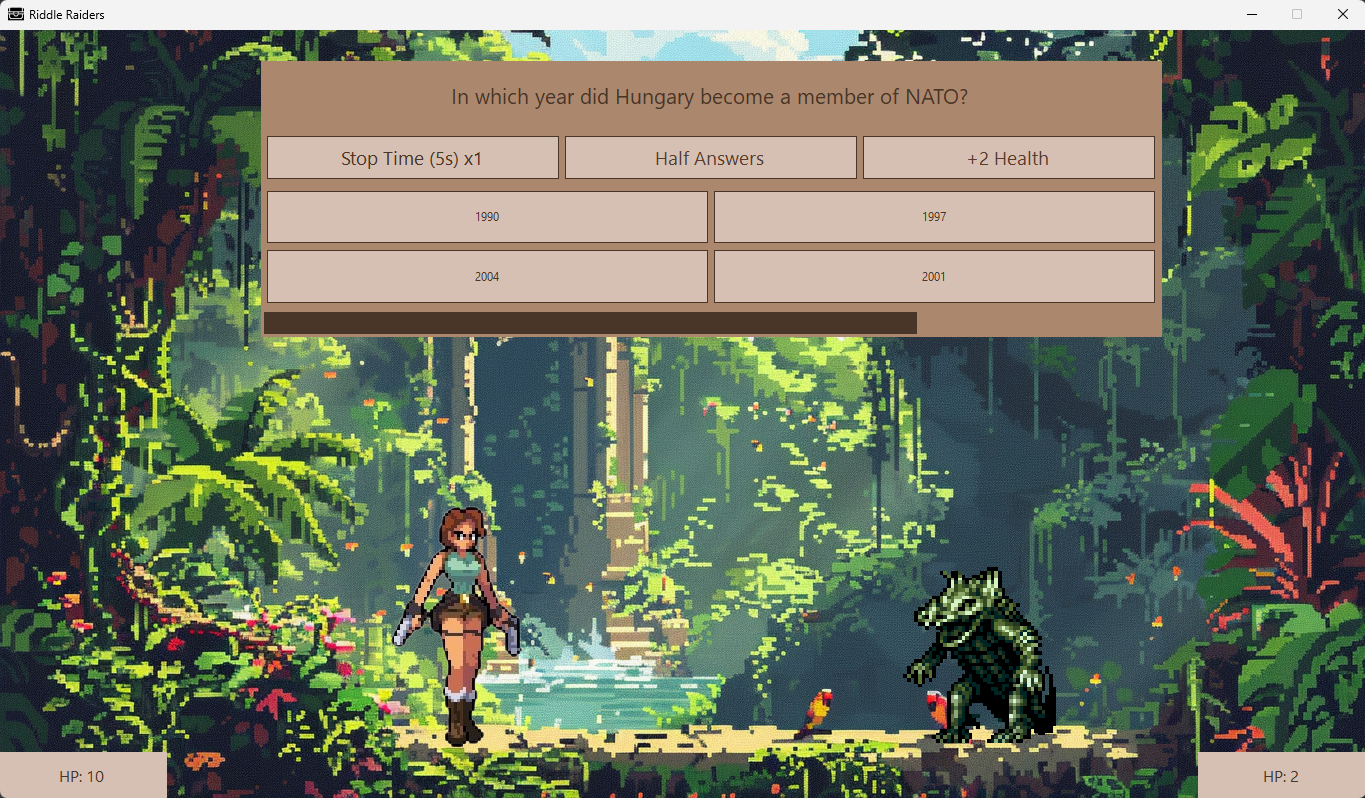 Riddle Raiders
In which year did Hungary become a member of NATO?
Stop Time (5s) x1
Half Answers
+2 Health
1990
1997
2004
2001
HP: 10
HP: 2